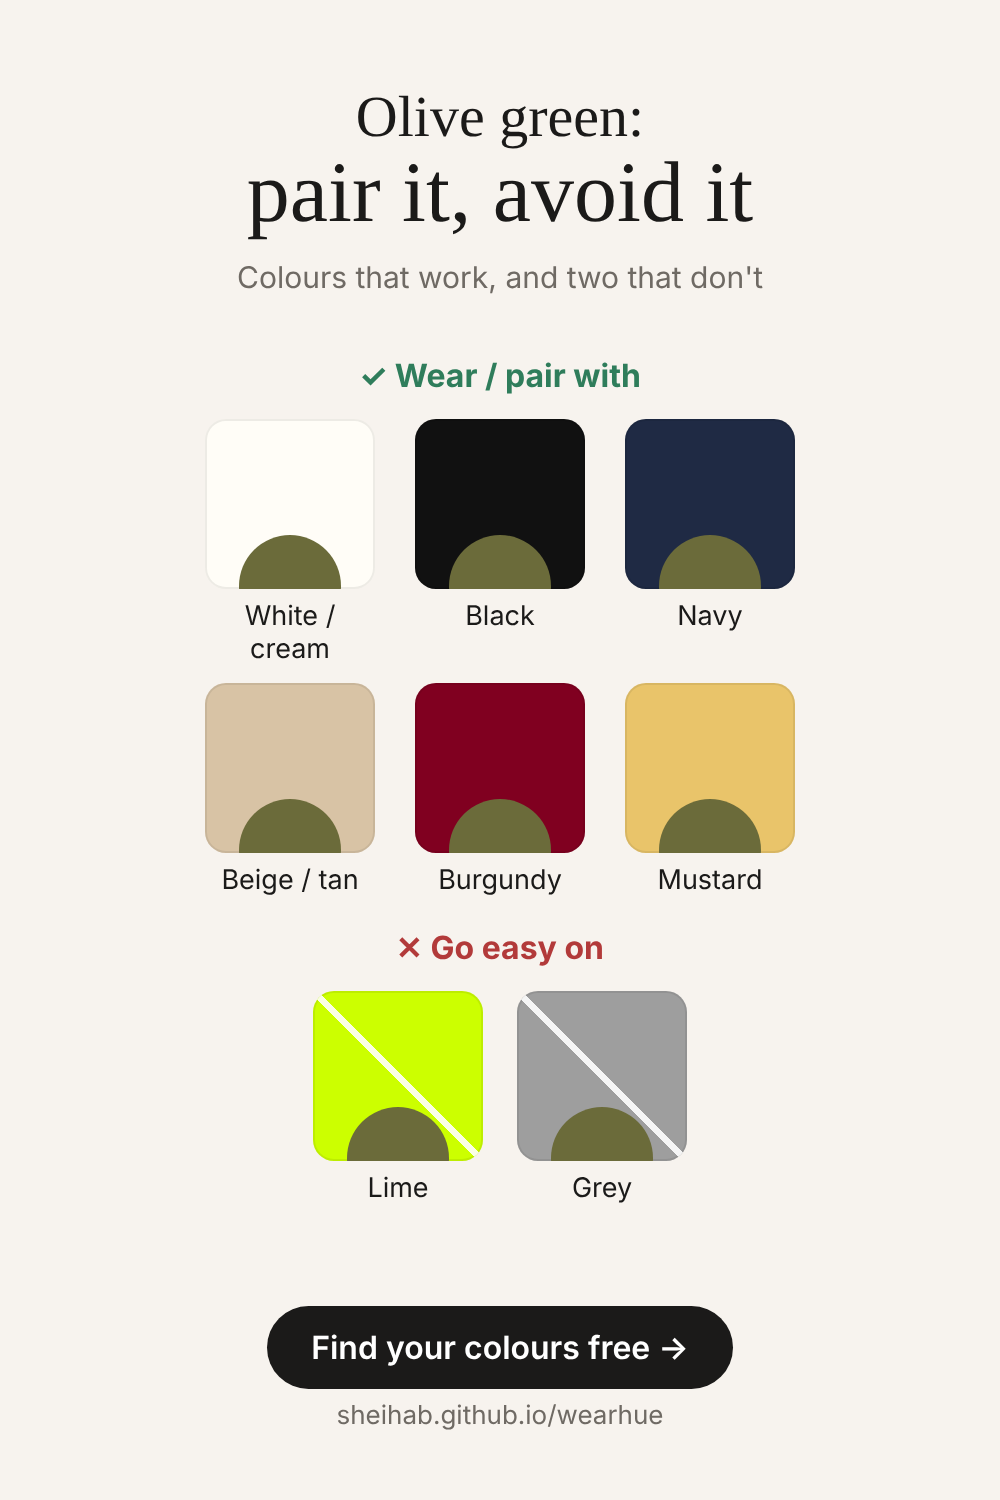 Olive green:
pair it, avoid it
Colours that work, and two that don't
✓ Wear / pair with
White /
cream
Black
Navy
Beige / tan
Burgundy
Mustard
✕ Go easy on
Lime
Grey
Find your colours free →
sheihab.github.io/wearhue